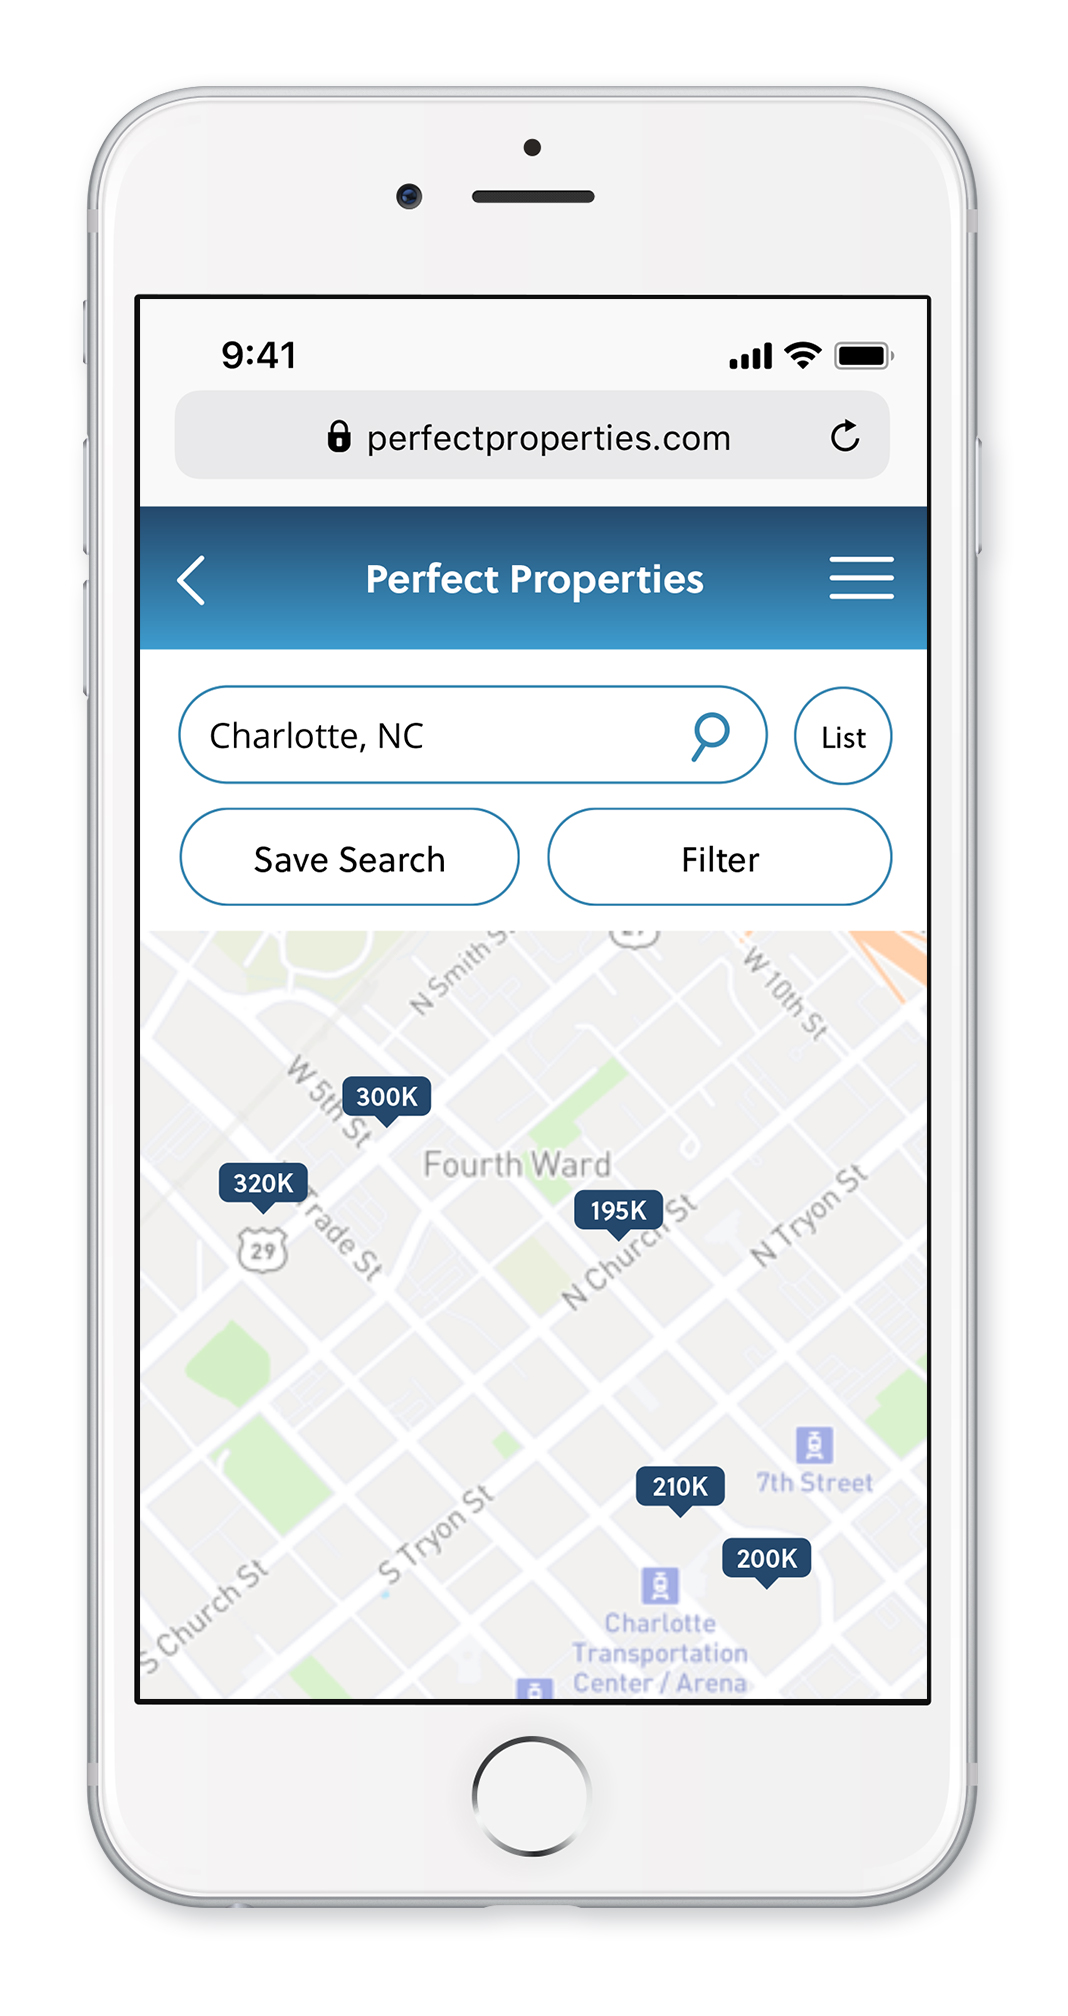 9:41
perfectproperties.com
Perfect Properties
Charlotte, NC
List
Save Search
Filter
N Smith S
W 10th St
W 5th St
300K
Fourth Ward
320K
195K
Trade St
29
N Church St
N Tryon St
7th Street
210K
S Tryon St
200K
S Church St
Charlotte
Transportation
Center / Arena